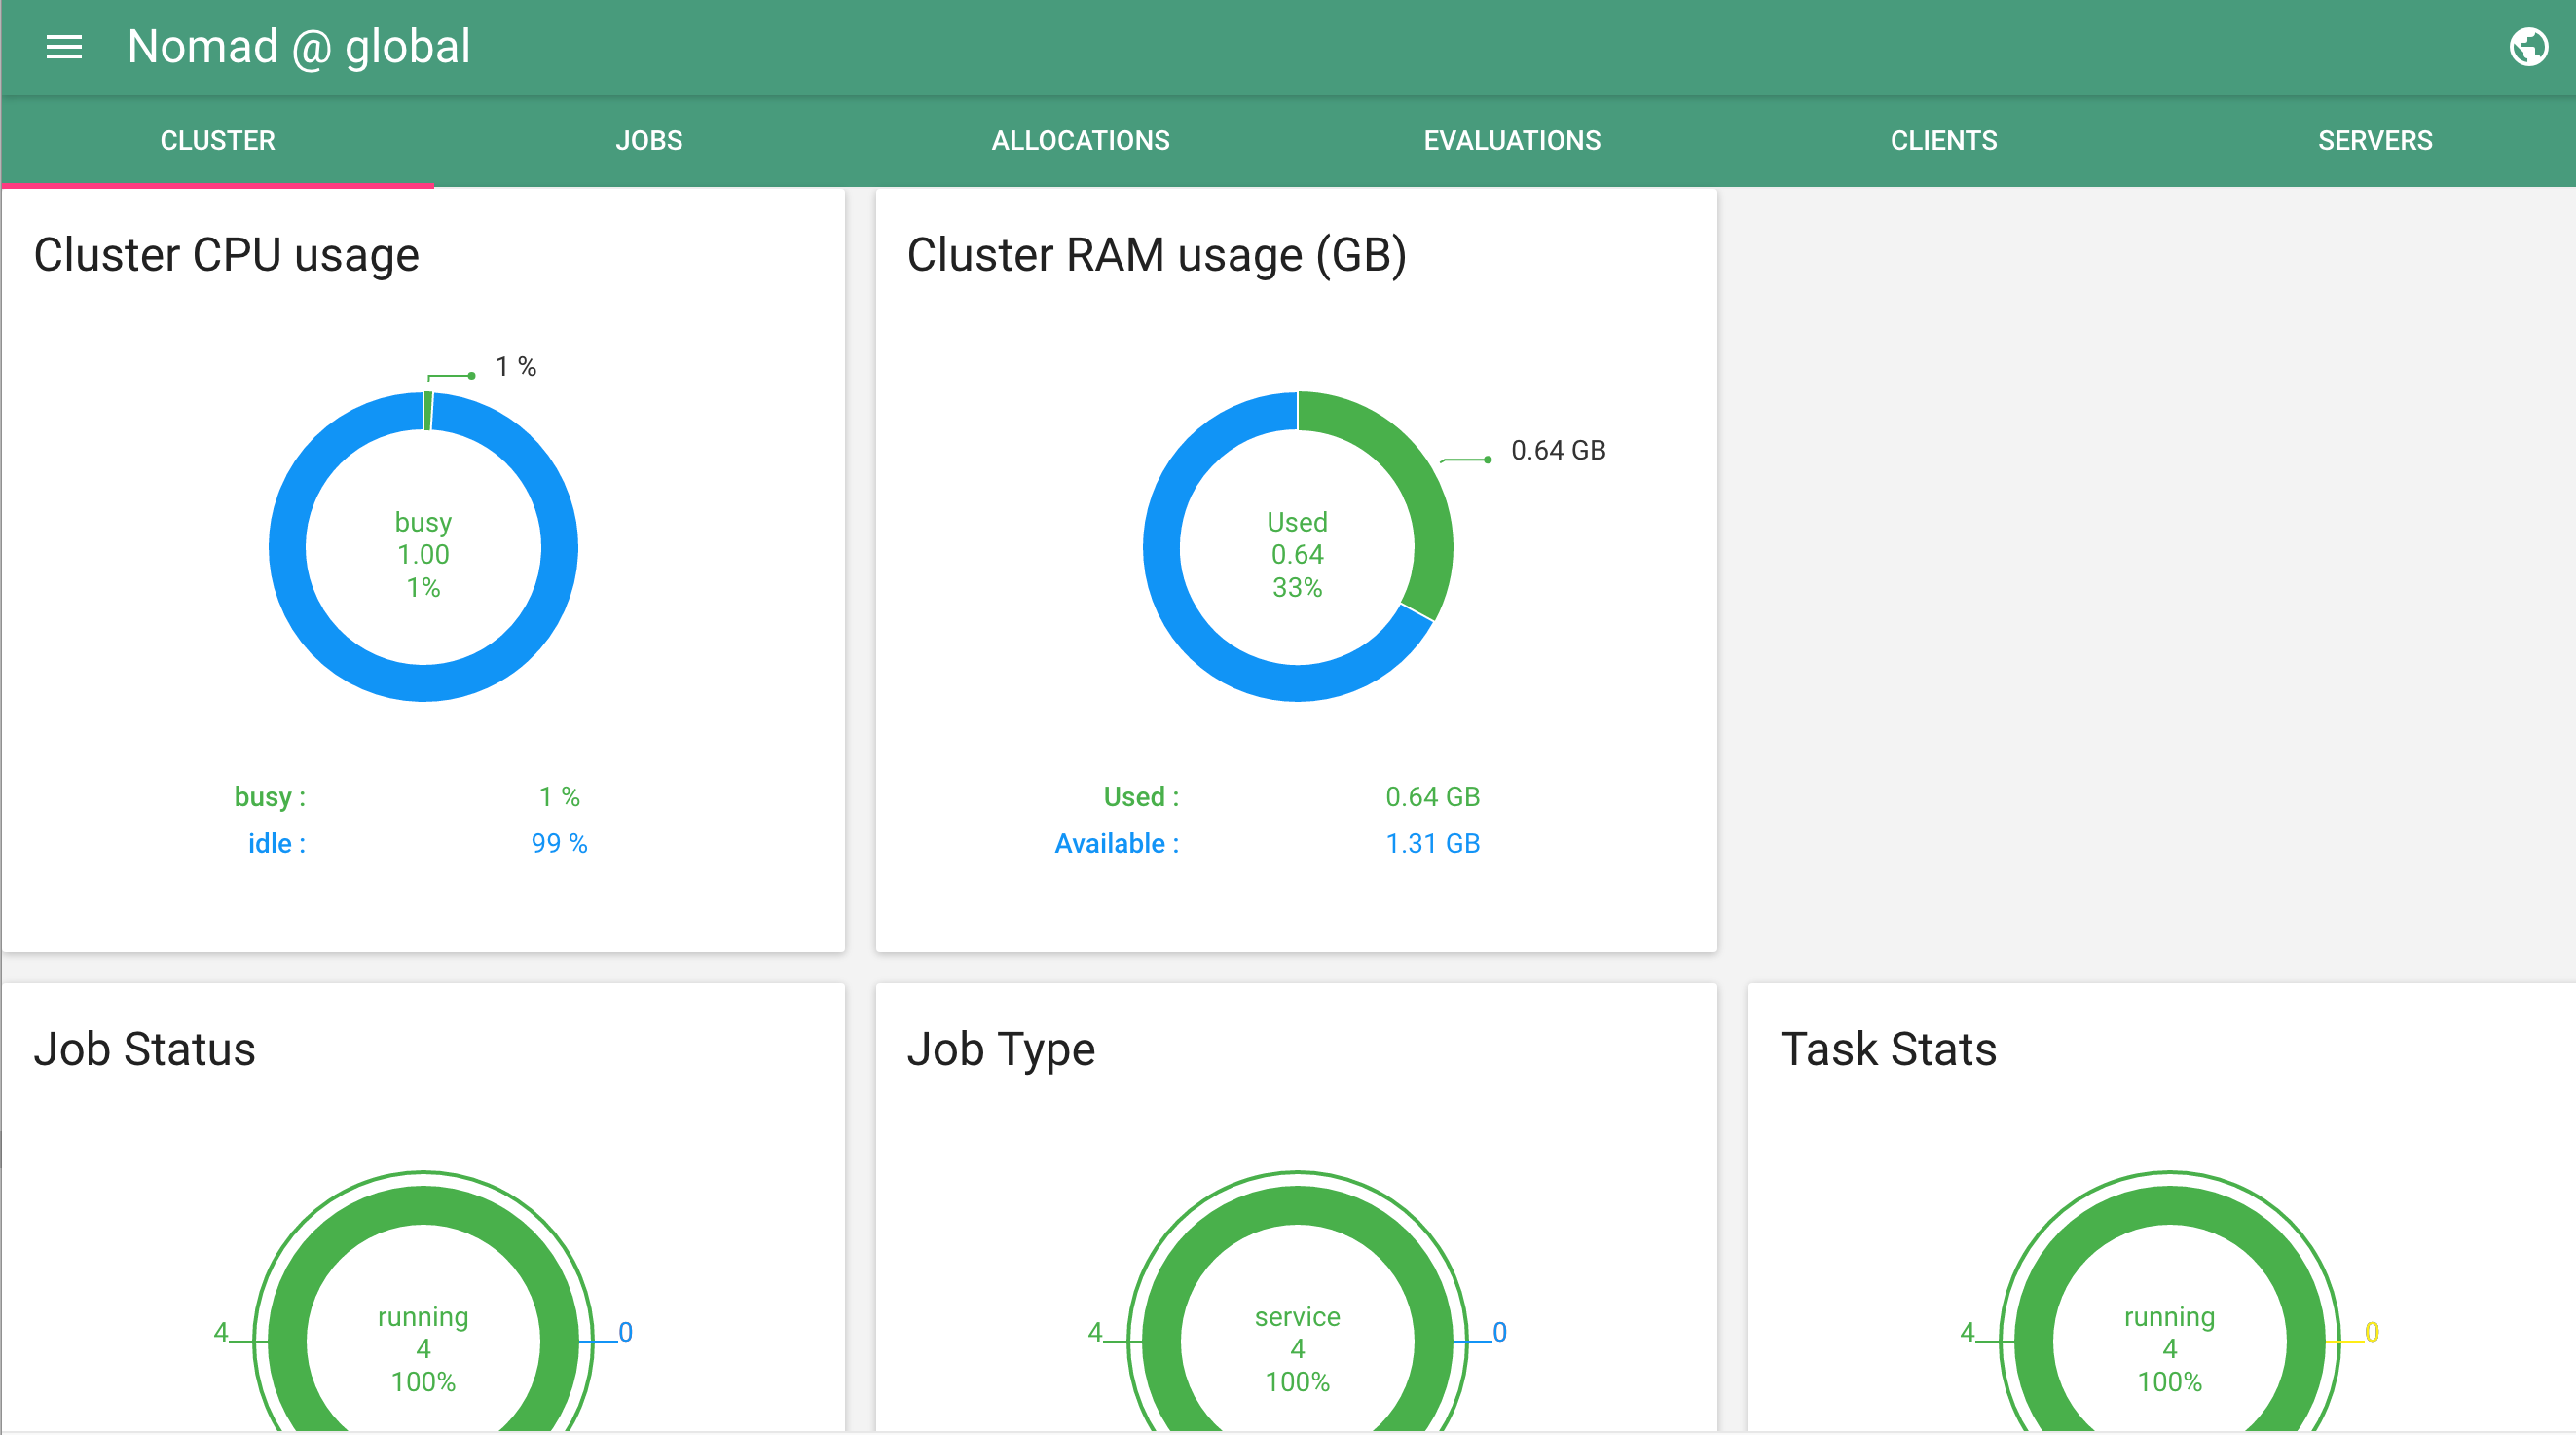 Nomad @ global
CLUSTER JOBS ALLOCATIONS EVALUATIONS CLIENTS SERVERS
Cluster CPU usage
1 %
busy
1.00
1%
busy : 1 %
idle : 99 %
Cluster RAM usage (GB)
0.64 GB
Used
0.64
33%
Used : 0.64 GB
Available : 1.31 GB
Job Status
4 0
running
4
100%
Job Type
4 0
service
4
100%
Task Stats
4 0
running
4
100%